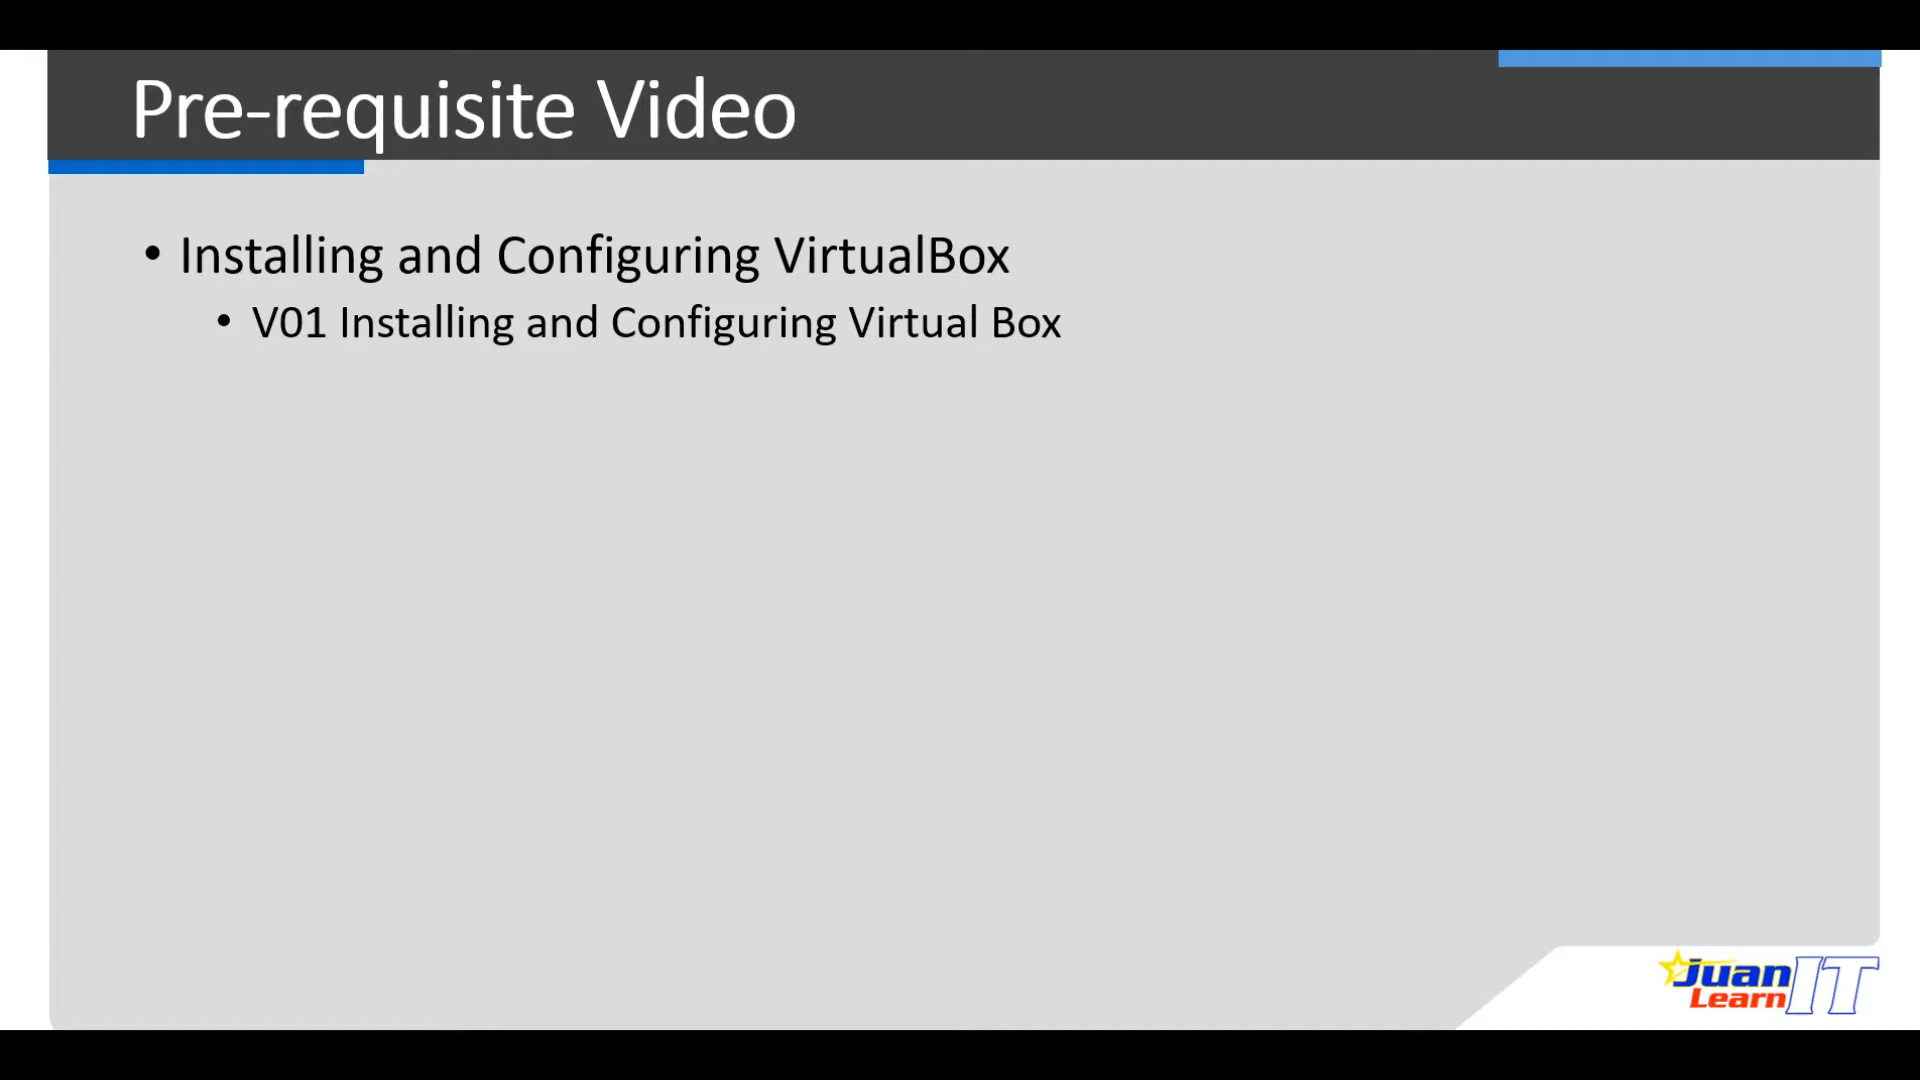 Pre-requisite Video
• Installing and Configuring VirtualBox
• V01 Installing and Configuring Virtual Box
Juan IT
Learn